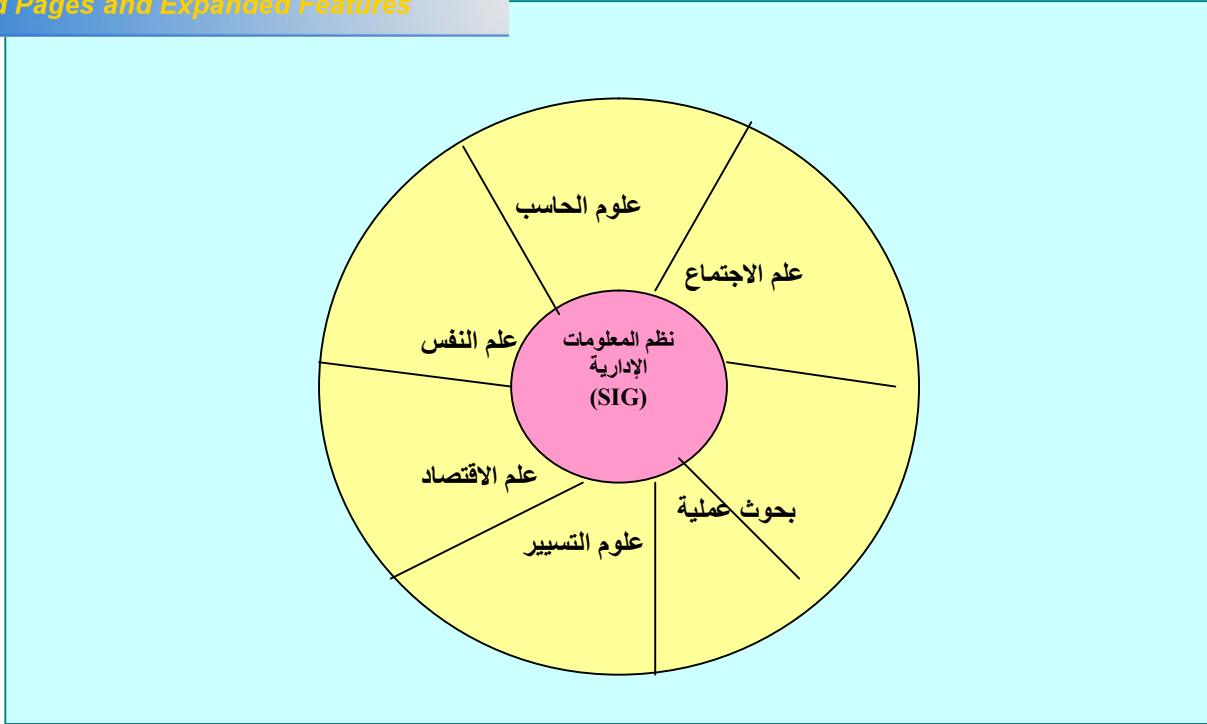 d Pages and Expanded Features
علوم الحاسب
علم الاجتماع
علم النفس
نظم المعلومات
الإدارية
(SIG)
علم الاقتصاد
بحوث عملية
علوم التسيير